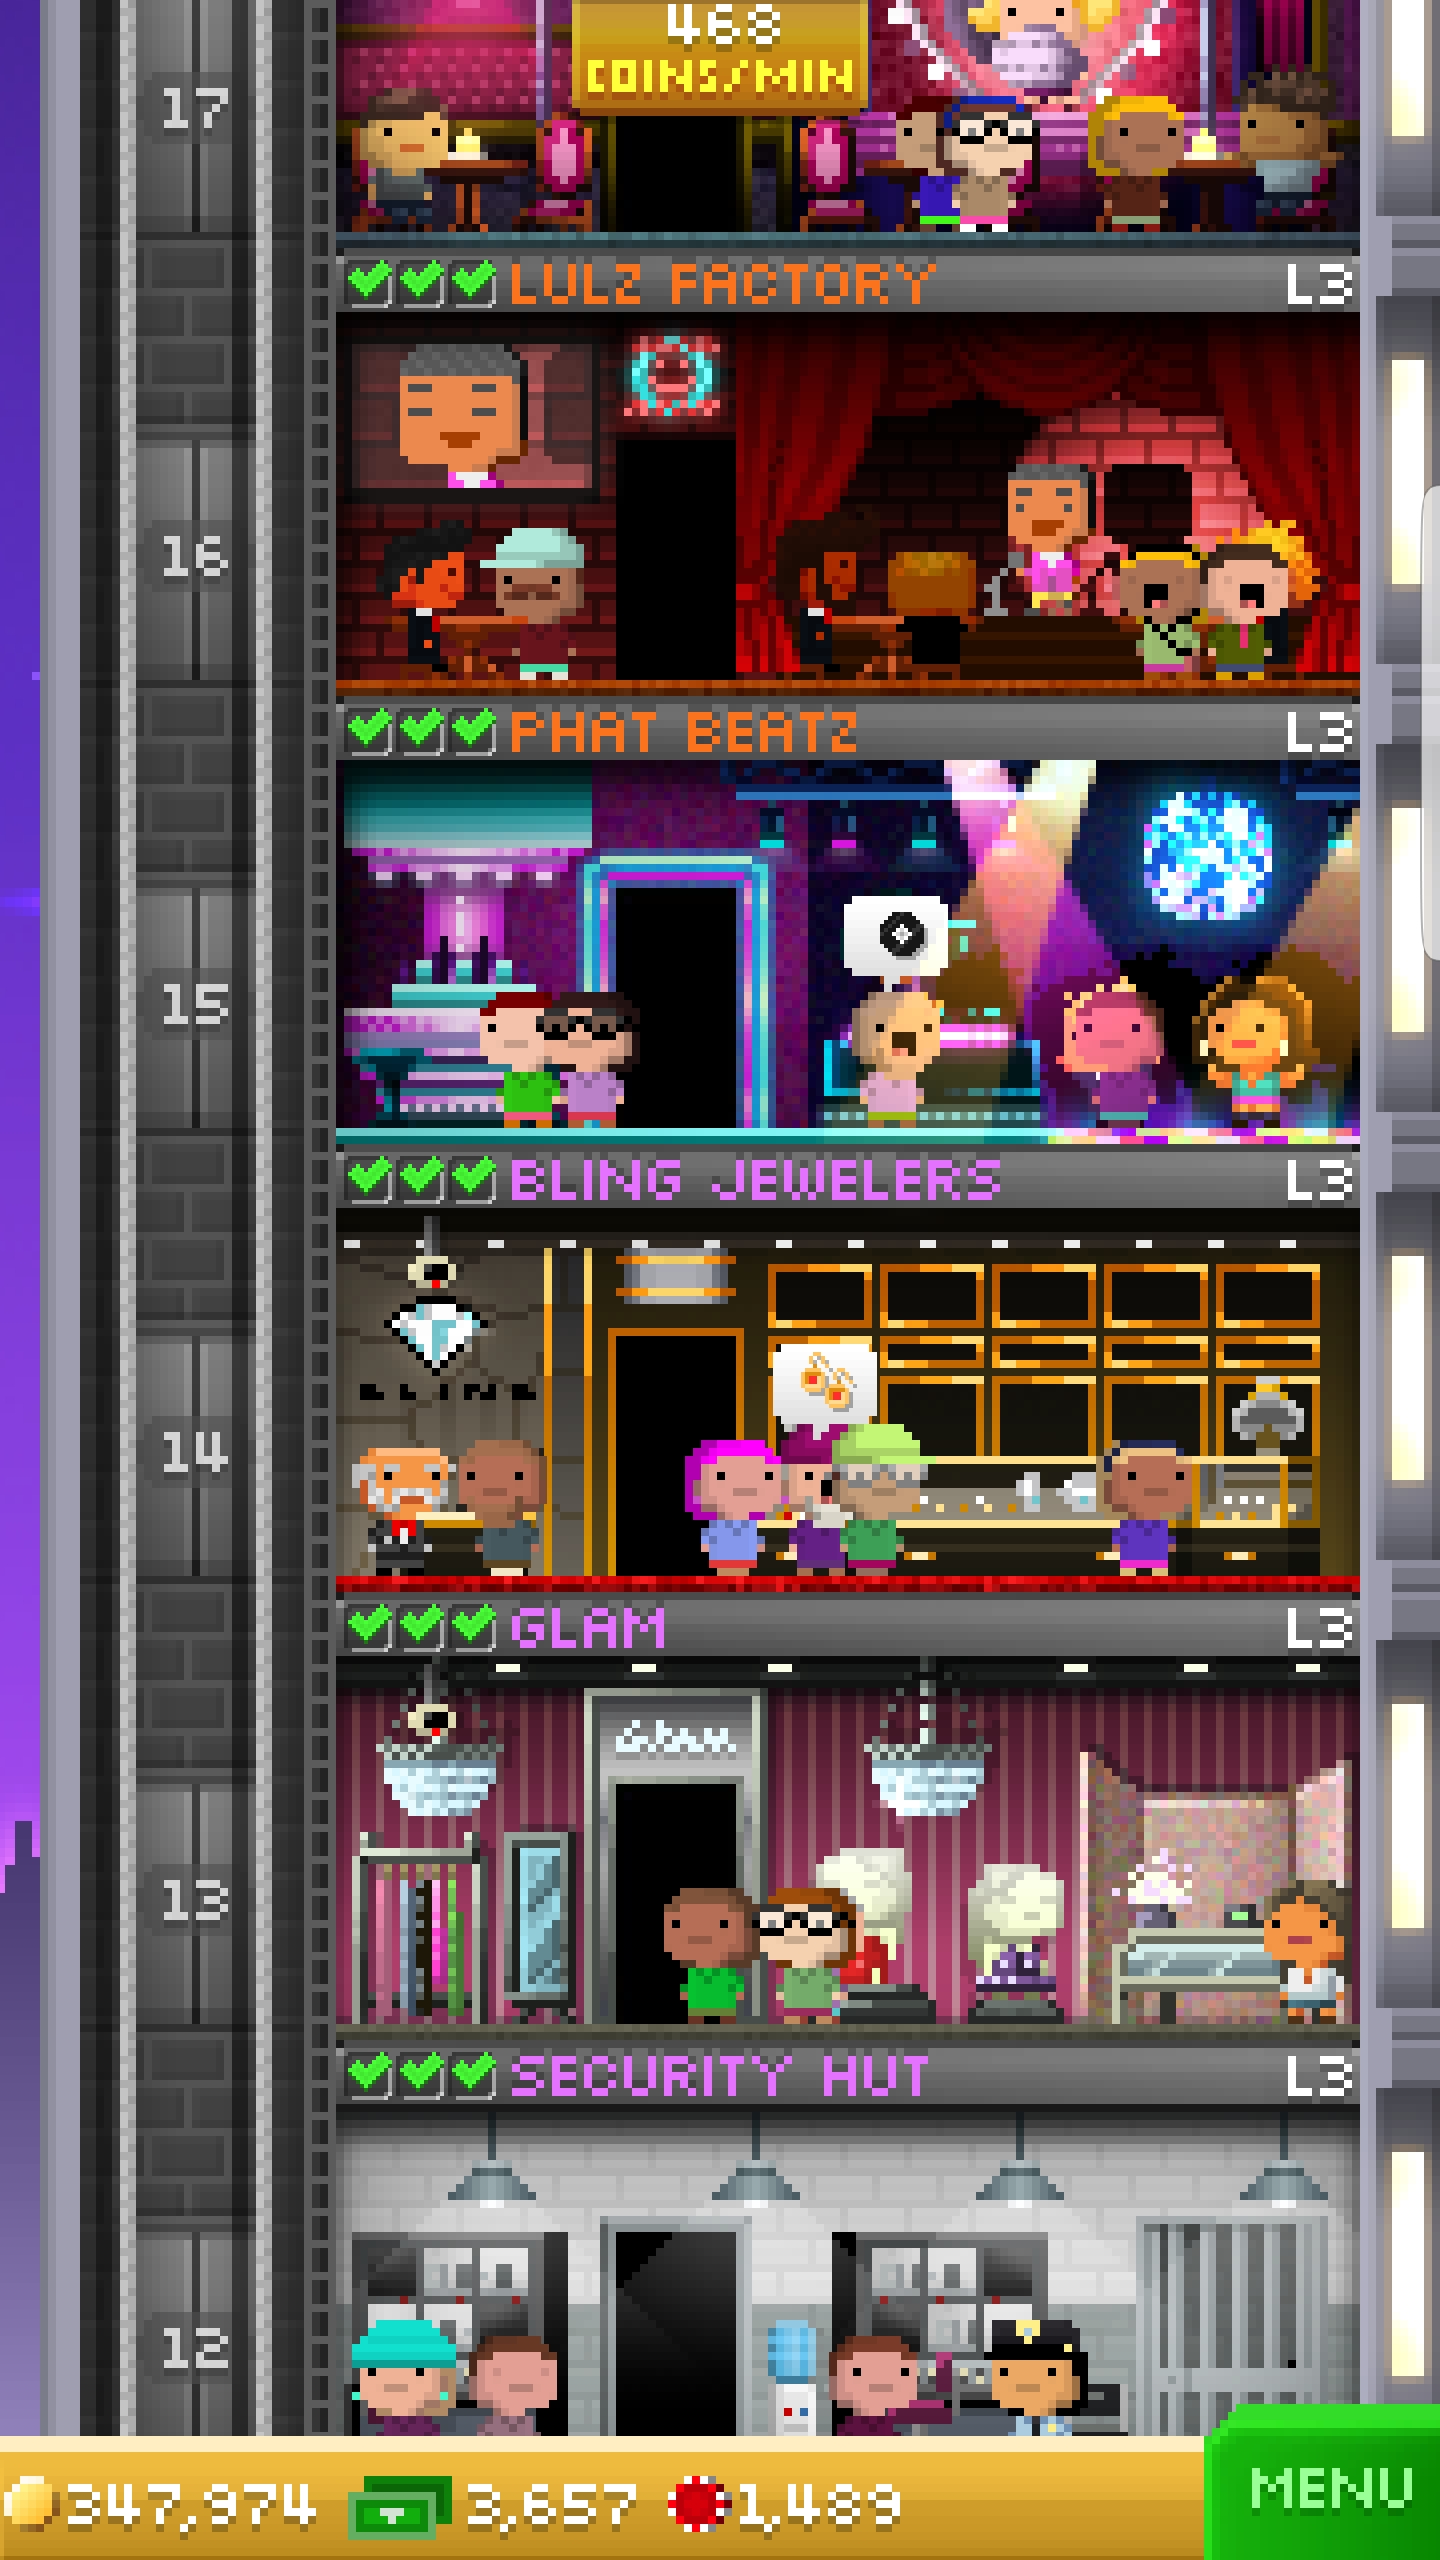 468
COINS/MIN
17
LULZ FACTORY L3
16
PHAT BEATZ L3
15
BLING JEWELERS L3
BLING
14
GLAM L3
Glam
13
SECURITY HUT L3
12
347,974 3,657 1,489
MENU